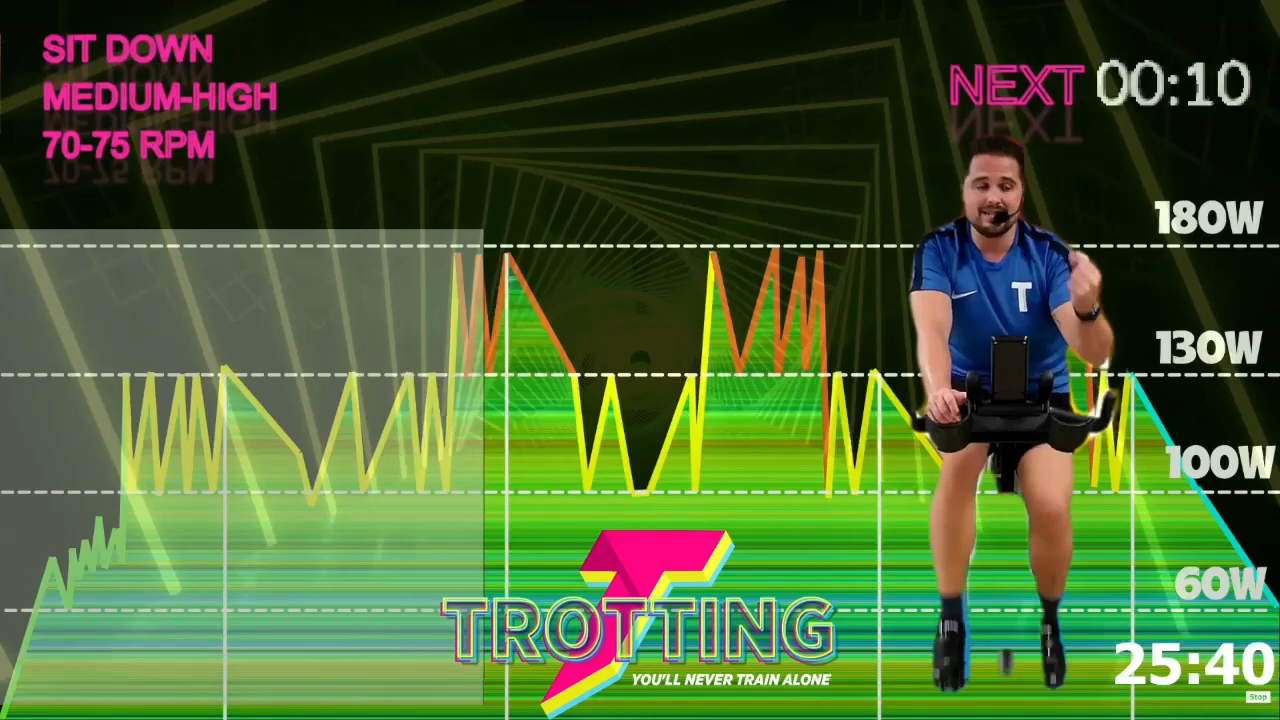 SIT DOWN
MEDIUM-HIGH
70-75 RPM
NEXT 00:10
180W
130W
100W
60W
T
TROTTING
YOU'LL NEVER TRAIN ALONE
25:40
Stop